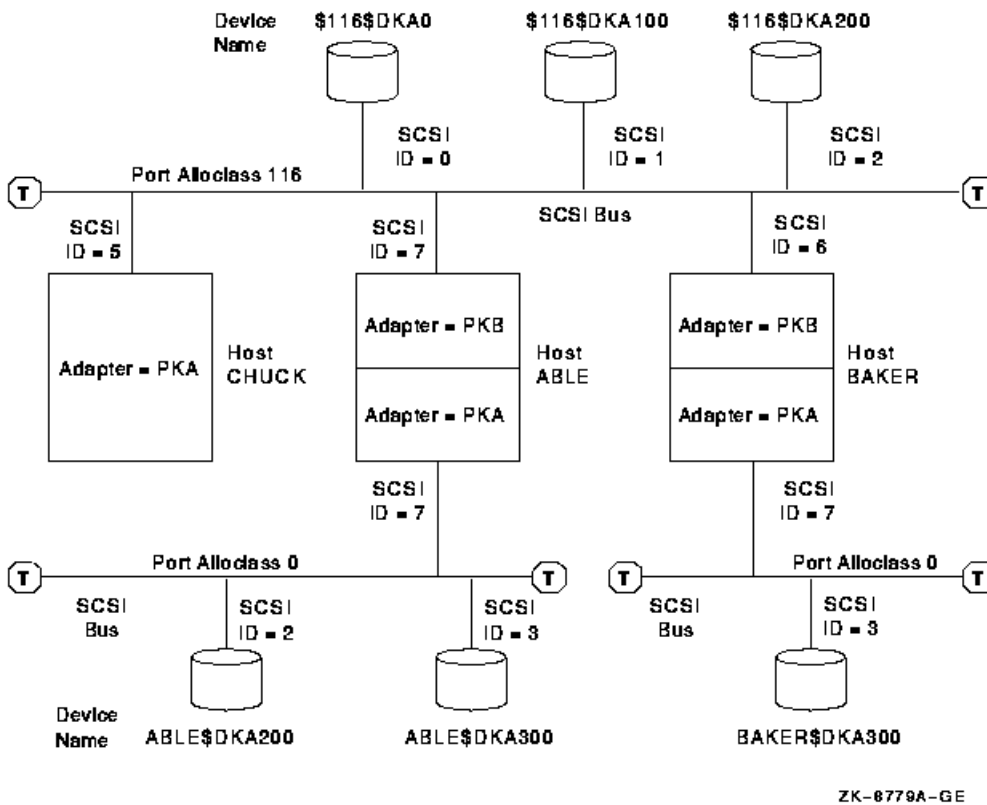 Device
Name
$116$DKA0
$116$DKA100
$116$DKA200
SCSI
ID = 0
SCSI
ID = 1
SCSI
ID = 2
Port Alloclass 116
T
T
SCSI Bus
SCSI
ID = 5
SCSI
ID = 7
SCSI
ID = 6
Adapter = PKA
Host
CHUCK
Adapter = PKB
Adapter = PKA
Host
ABLE
Adapter = PKB
Adapter = PKA
Host
BAKER
SCSI
ID = 7
SCSI
ID = 7
Port Alloclass 0
Port Alloclass 0
T
T
T
T
SCSI
Bus
SCSI
ID = 2
SCSI
ID = 3
SCSI
Bus
SCSI
ID = 3
Device
Name
ABLE$DKA200
ABLE$DKA300
BAKER$DKA300
ZK-8779A-GE